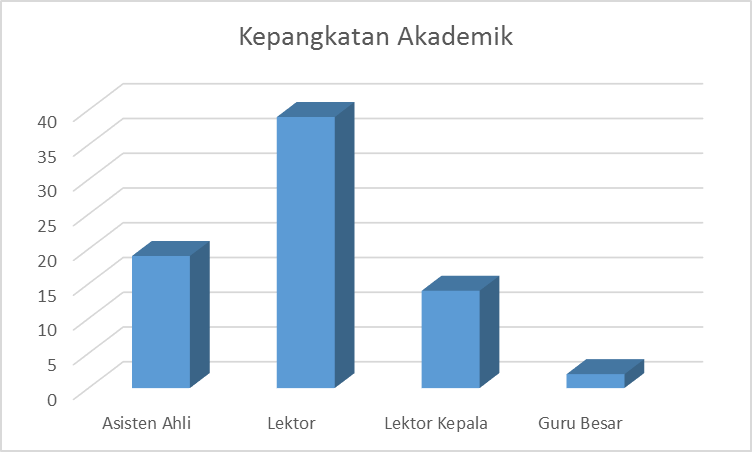 Kepangkatan Akademik
40
35
30
25
20
15
10
5
0
Asisten Ahli
Lektor
Lektor Kepala
Guru Besar